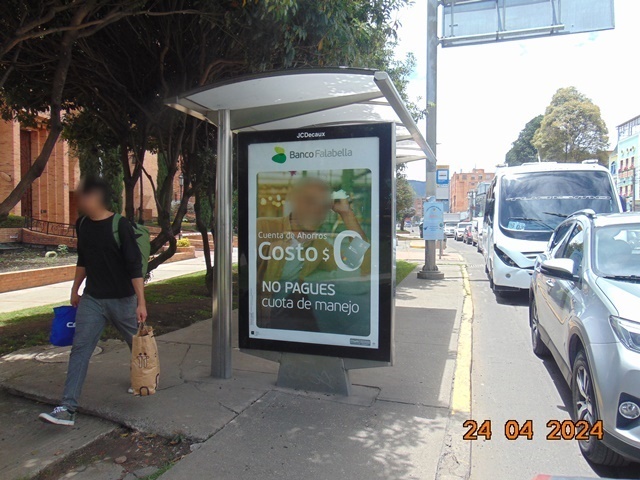 JCDecaux
Banco Falabella
Cuenta de Ahorros
Costo $0
NO PAGUES
cuota de manejo
24 04 2024